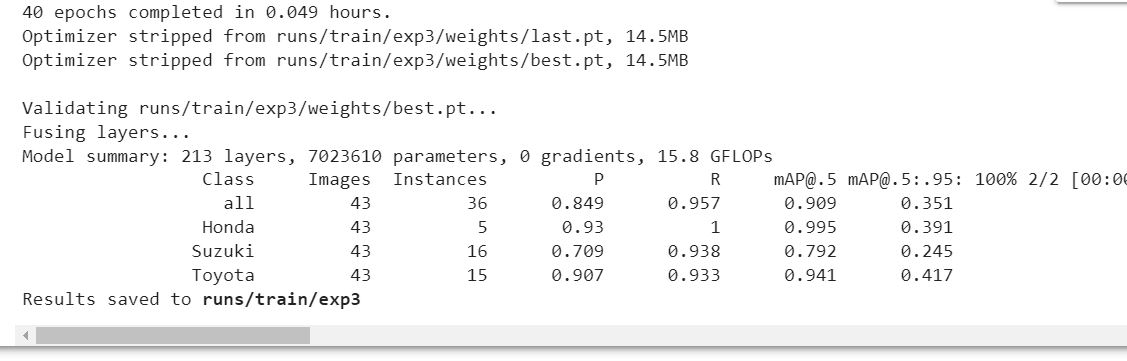 40 epochs completed in 0.049 hours.
Optimizer stripped from runs/train/exp3/weights/last.pt, 14.5MB
Optimizer stripped from runs/train/exp3/weights/best.pt, 14.5MB
Validating runs/train/exp3/weights/best.pt...
Fusing layers...
Model summary: 213 layers, 7023610 parameters, 0 gradients, 15.8 GFLOPs
Class Images Instances P R mAP@.5 mAP@.5:.95: 100% 2/2 [00:00
all 43 36 0.849 0.957 0.909 0.351
Honda 43 5 0.93 1 0.995 0.391
Suzuki 43 16 0.709 0.938 0.792 0.245
Toyota 43 15 0.907 0.933 0.941 0.417
Results saved to runs/train/exp3